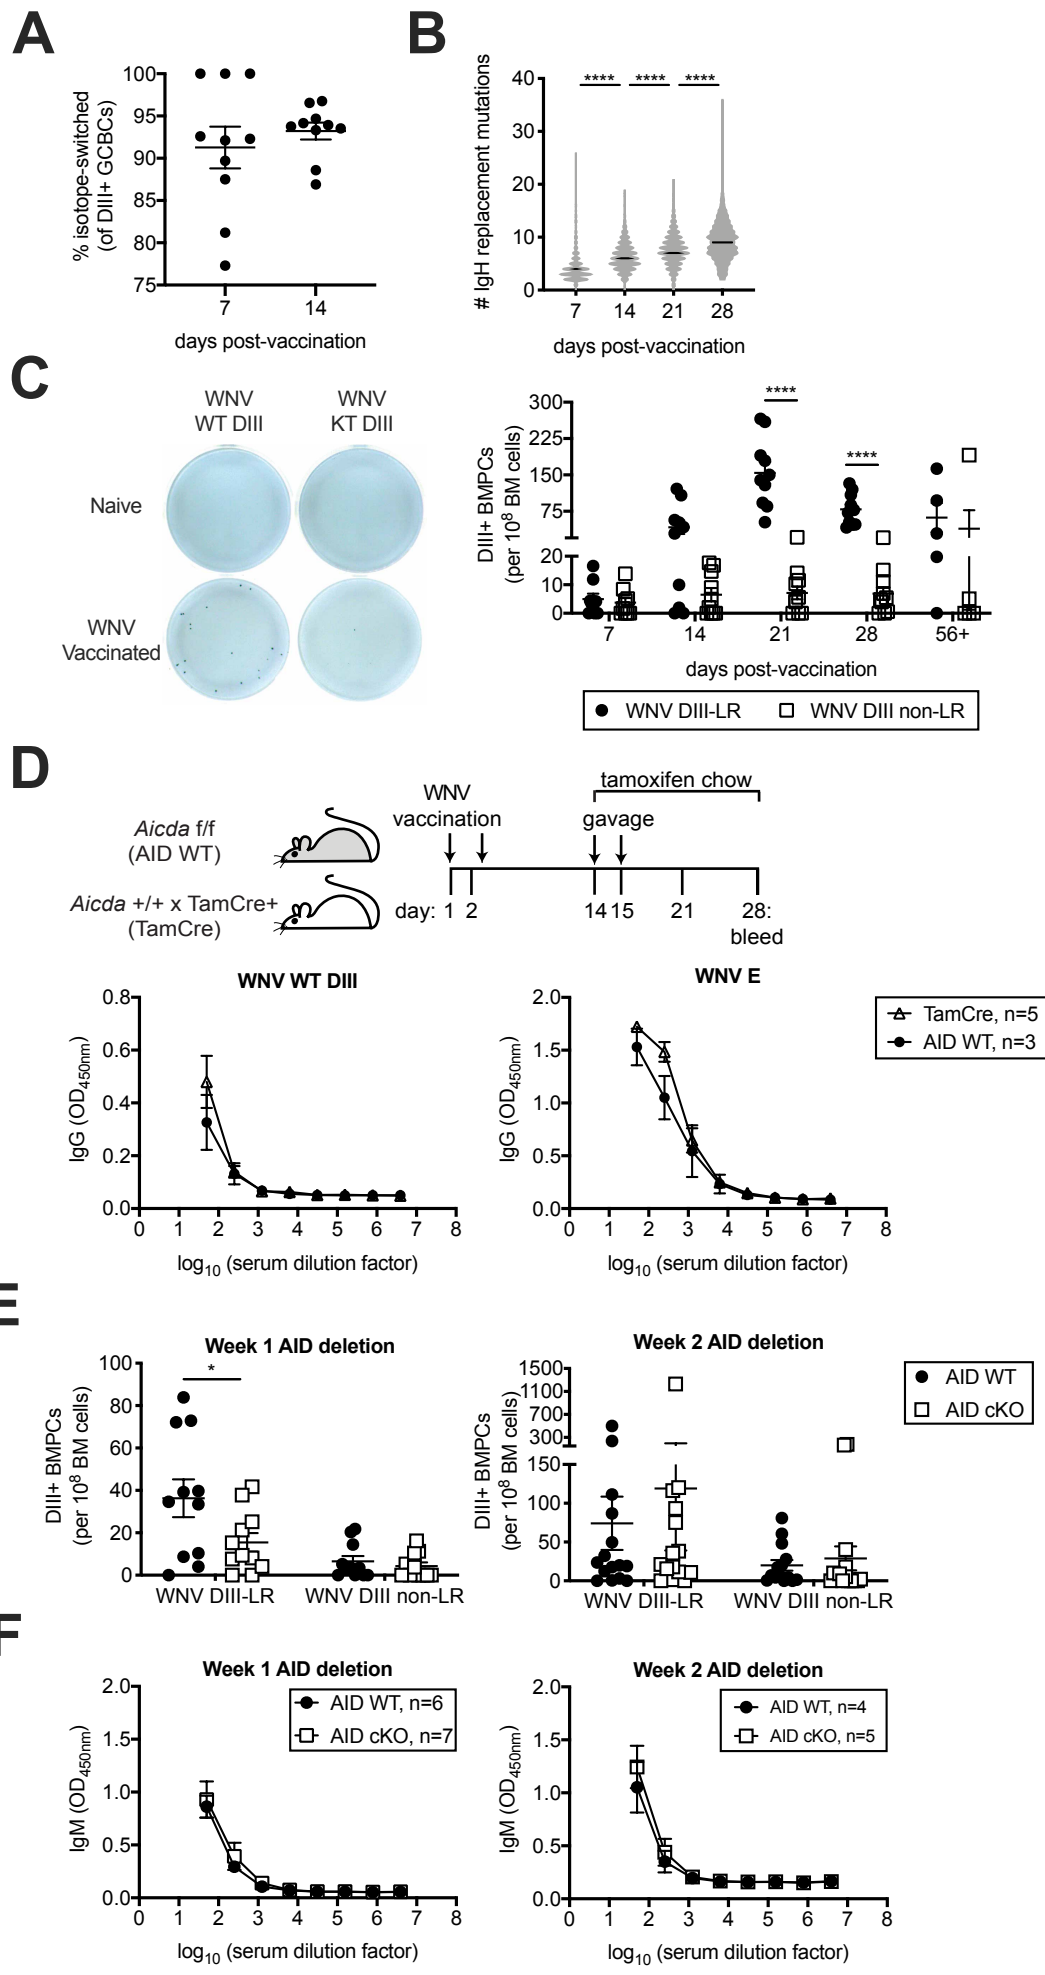 A
% isotope-switched
(of DIII+ GCBCs)
100
95
90
85
80
75
7 14
days post-vaccination
B
# IgH replacement mutations
40
30
20
10
0
**** **** ****
7 14 21 28
days post-vaccination
C
WNV
WT DIII
WNV
KT DIII
Naive
WNV
Vaccinated
DIII+ BMPCs
(per 10^8 BM cells)
300
225
150
75
20
10
0
****
****
7 14 21 28 56+
days post-vaccination
WNV DIII-LR WNV DIII non-LR
D
Aicda f/f
(AID WT)
Aicda +/+ x TamCre+
(TamCre)
WNV
vaccination
tamoxifen chow
gavage
day: 1 2 14 15 21 28:
bleed
WNV WT DIII
IgG (OD450nm)
0.8
0.6
0.4
0.2
0.0
0 1 2 3 4 5 6 7 8
log10 (serum dilution factor)
WNV E
IgG (OD450nm)
2.0
1.5
1.0
0.5
0.0
0 1 2 3 4 5 6 7 8
log10 (serum dilution factor)
TamCre, n=5
AID WT, n=3
E
Week 1 AID deletion
DIII+ BMPCs
(per 10^8 BM cells)
100
80
60
40
20
0
*
WNV DIII-LR WNV DIII non-LR
Week 2 AID deletion
DIII+ BMPCs
(per 10^8 BM cells)
1500
1100
700
300
150
100
50
0
WNV DIII-LR WNV DIII non-LR
AID WT
AID cKO
F
Week 1 AID deletion
AID WT, n=6
AID cKO, n=7
IgM (OD450nm)
2.0
1.5
1.0
0.5
0.0
0 1 2 3 4 5 6 7 8
log10 (serum dilution factor)
Week 2 AID deletion
AID WT, n=4
AID cKO, n=5
IgM (OD450nm)
2.0
1.5
1.0
0.5
0.0
0 1 2 3 4 5 6 7 8
log10 (serum dilution factor)